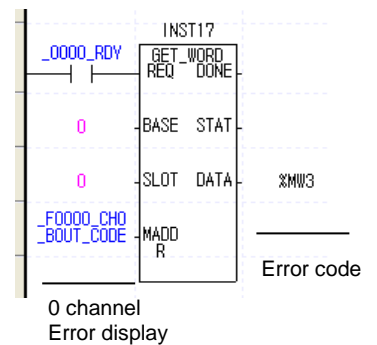 INST17
_0000_RDY GET_WORD
REQ DONE
0 BASE STAT
0 SLOT DATA %MW3
_F0000_CH0
_BOUT_CODE MADD
R
Error code
0 channel
Error display